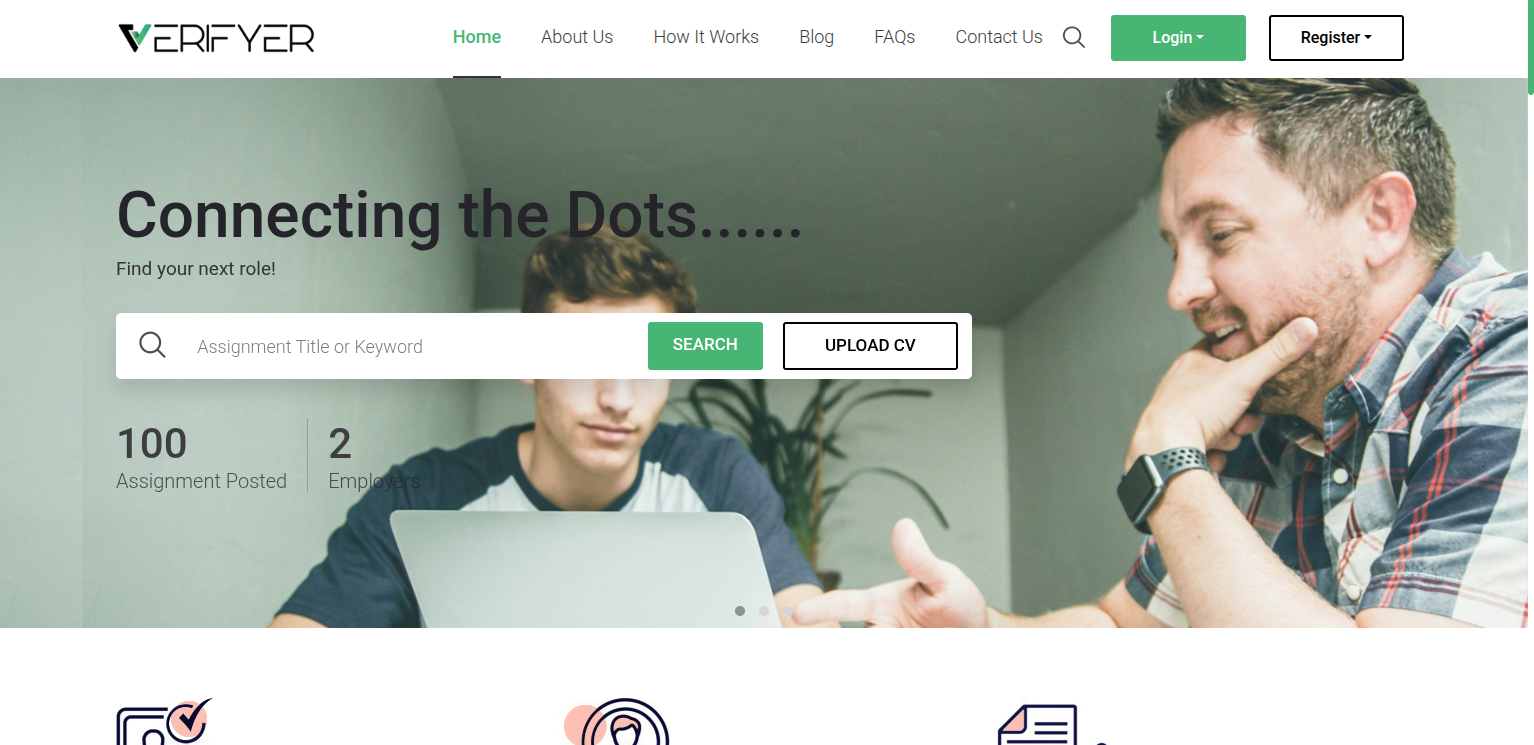 VERIFYER
Home About Us How It Works Blog FAQs Contact Us Login Register
Connecting the Dots......
Find your next role!
Assignment Title or Keyword SEARCH UPLOAD CV
100 2
Assignment Posted Employers